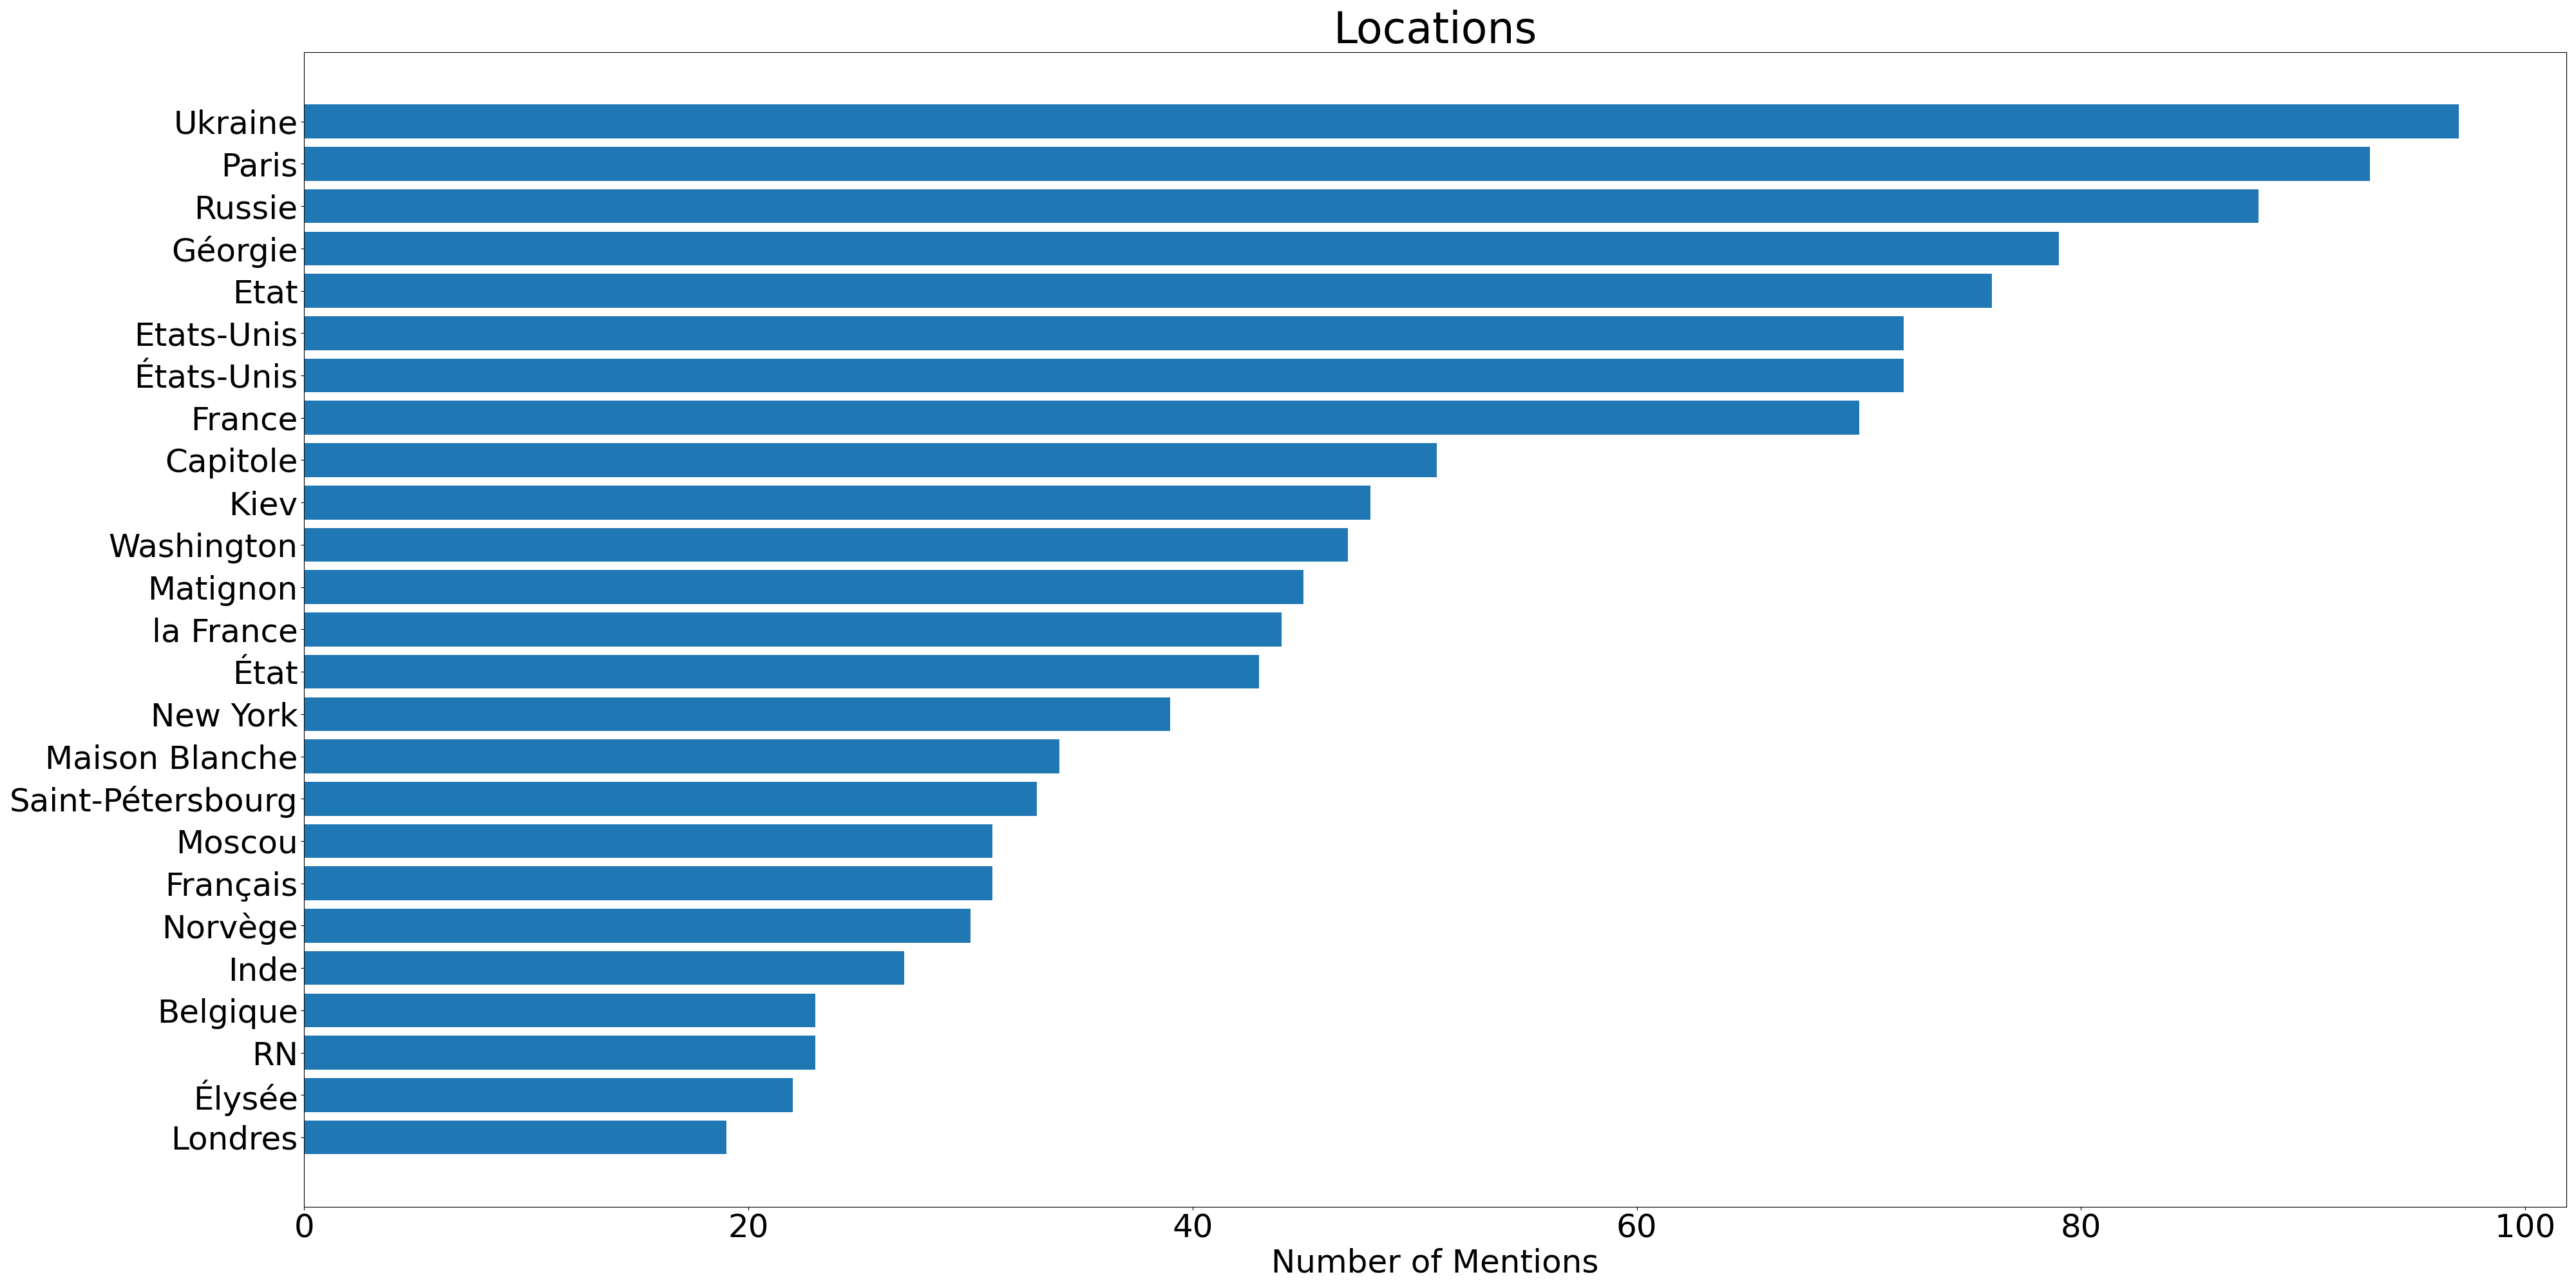 Locations
Ukraine
Paris
Russie
Géorgie
Etat
Etats-Unis
États-Unis
France
Capitole
Kiev
Washington
Matignon
la France
État
New York
Maison Blanche
Saint-Pétersbourg
Moscou
Français
Norvège
Inde
Belgique
RN
Élysée
Londres
0 20 40 60 80 100
Number of Mentions